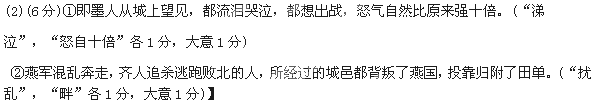 (2)(6分)①即墨人从城上望见，都流泪哭泣，都想出战，怒气自然比原来强十倍。(“涕
泣”，“怒自十倍”各1分，大意1分)
②燕军混乱奔走，齐人追杀逃跑败北的人，所经过的城邑都背叛了燕国，投靠归附了田单。(“扰
乱”，“畔”各1分，大意1分)】